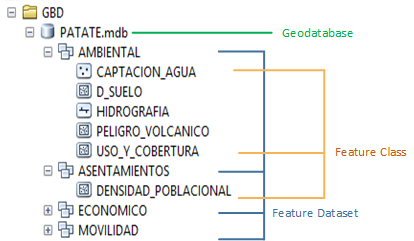 GBD
PATATE.mdb
Geodatabase
AMBIENTAL
CAPTACION_AGUA
D_SUELO
HIDROGRAFIA
PELIGRO_VOLCANICO
USO_Y_COBERTURA
Feature Class
ASENTAMIENTOS
DENSIDAD_POBLACIONAL
ECONOMICO
Feature Dataset
MOVILIDAD